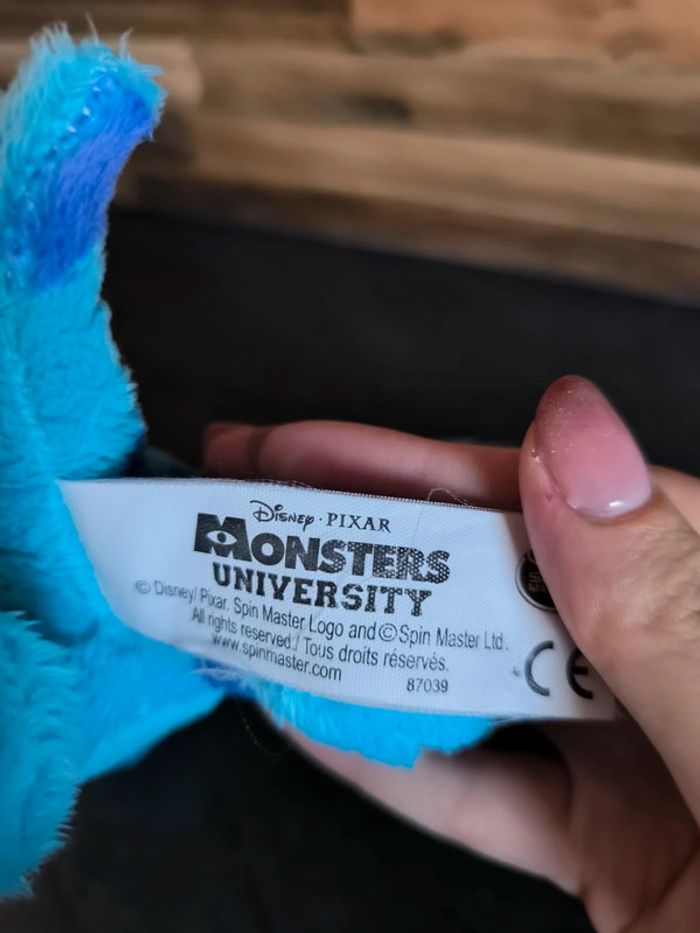 Disney · PIXAR
MONSTERS
UNIVERSITY
© Disney/ Pixar. Spin Master Logo and © Spin Master Ltd.
All rights reserved./ Tous droits réservés.
www.spinmaster.com
87039
CE